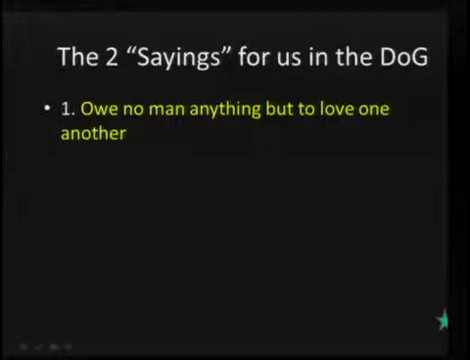 The 2 “Sayings” for us in the DoG
• 1. Owe no man anything but to love one
another